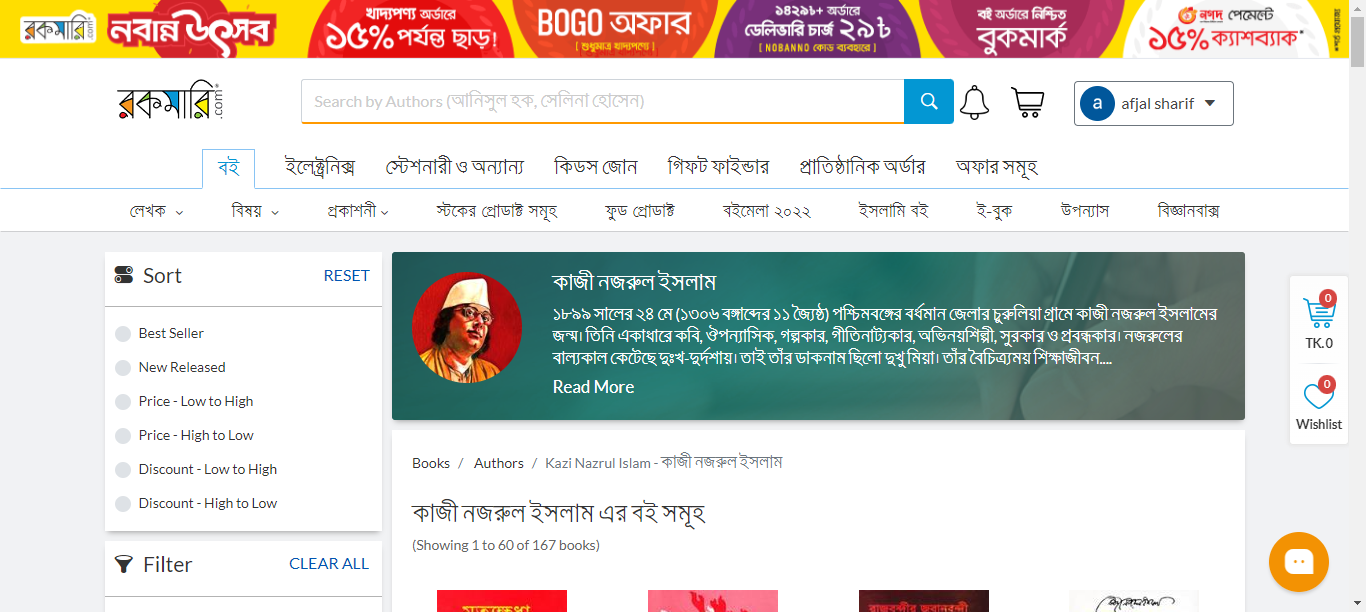 রকমারি.com নবান্ন উৎসব খাদ্যপণ্য অর্ডারে ১৫% পর্যন্ত ছাড়! BOGO অফার [শুধুমাত্র খাদ্যপণ্যে] ১৪২৯৳+ অর্ডারে ডেলিভারি চার্জ ২৯৳ [NOBANNO কোড ব্যবহারে] বই অর্ডারে নিশ্চিত বুকমার্ক নগদ পেমেন্টে ১৫% ক্যাশব্যাক*
রকমারি.com Search by Authors (আনিসুল হক, সেলিনা হোসেন) a afjal sharif
বই ইলেক্ট্রনিক্স স্টেশনারী ও অন্যান্য কিডস জোন গিফট ফাইন্ডার প্রাতিষ্ঠানিক অর্ডার অফার সমূহ
লেখক বিষয় প্রকাশনী স্টকের প্রোডাক্ট সমূহ ফুড প্রোডাক্ট বইমেলা ২০২২ ইসলামি বই ই-বুক উপন্যাস বিজ্ঞানবাক্স
Sort RESET
Best Seller
New Released
Price - Low to High
Price - High to Low
Discount - Low to High
Discount - High to Low
Filter CLEAR ALL
কাজী নজরুল ইসলাম
১৮৯৯ সালের ২৪ মে (১৩০৬ বঙ্গাব্দের ১১ জ্যৈষ্ঠ) পশ্চিমবঙ্গের বর্ধমান জেলার চুরুলিয়া গ্রামে কাজী নজরুল ইসলামের
জন্ম। তিনি একাধারে কবি, ঔপন্যাসিক, গল্পকার, গীতিনাট্যকার, অভিনয়শিল্পী, সুরকার ও প্রবন্ধকার। নজরুলের
বাল্যকাল কেটেছে দুঃখ-দুর্দশায়। তাই তাঁর ডাকনাম ছিলো দুখু মিয়া। তাঁর বৈচিত্র্যময় শিক্ষাজীবন....
Read More
Books / Authors / Kazi Nazrul Islam - কাজী নজরুল ইসলাম
কাজী নজরুল ইসলাম এর বই সমূহ
(Showing 1 to 60 of 167 books)
রাজবন্দীর জবানবন্দী
0
TK.0
0
Wishlist